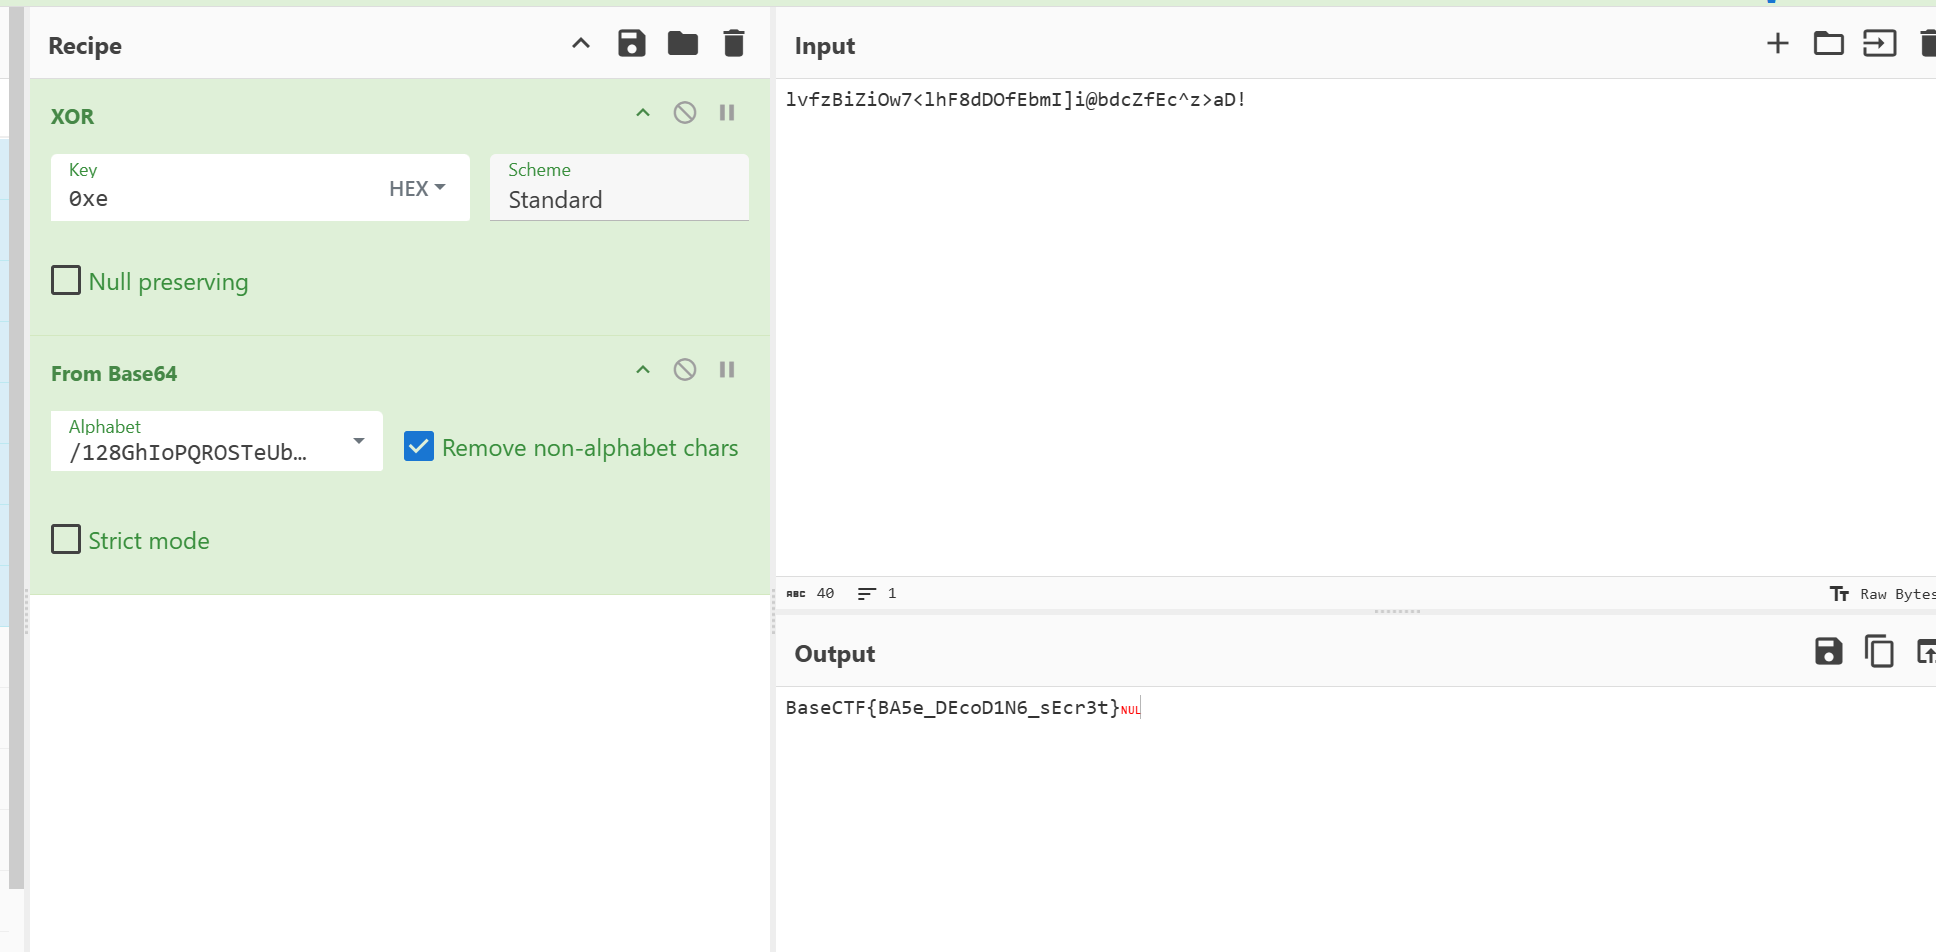 Recipe
XOR
Key
0xe
HEX
Scheme
Standard
Null preserving
From Base64
Alphabet
/128GhIoPQROSTeUb…
Remove non-alphabet chars
Strict mode
Input
lvfzBiZiOw7<lhF8dDOfEbmI]i@bdcZfEc^z>aD!
ABC 40 1
Raw Bytes
Output
BaseCTF{BA5e_DEcoD1N6_sEcr3t}NUL